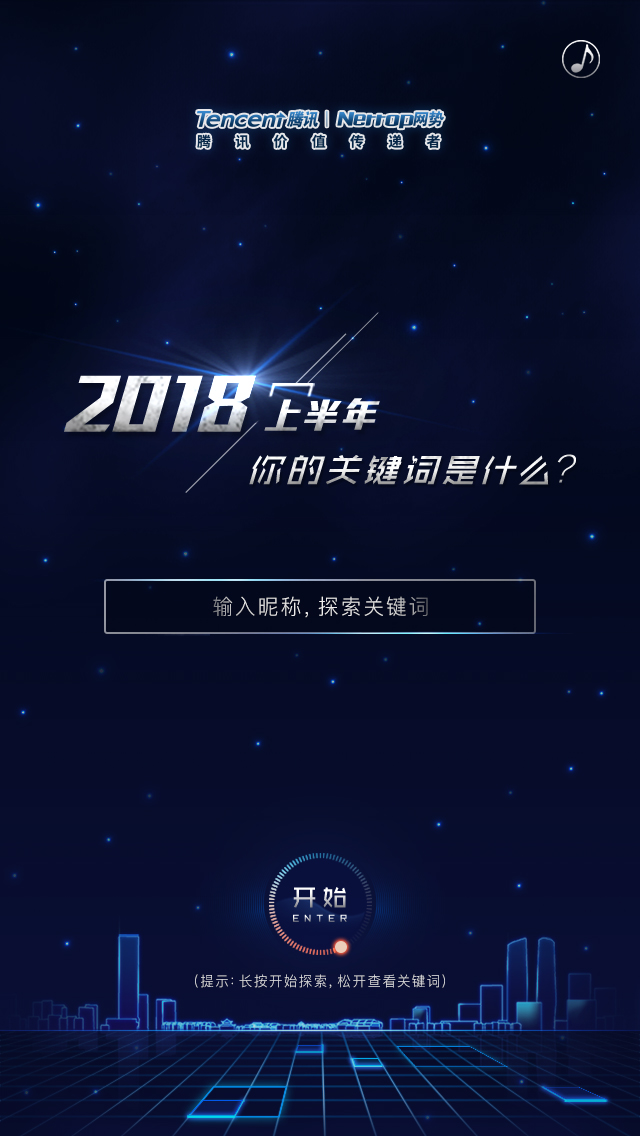 Tencent腾讯 | Nettop网势
腾讯价值传递者
2018上半年
你的关键词是什么?
输入昵称, 探索关键词
开始
ENTER
(提示: 长按开始探索, 松开查看关键词)